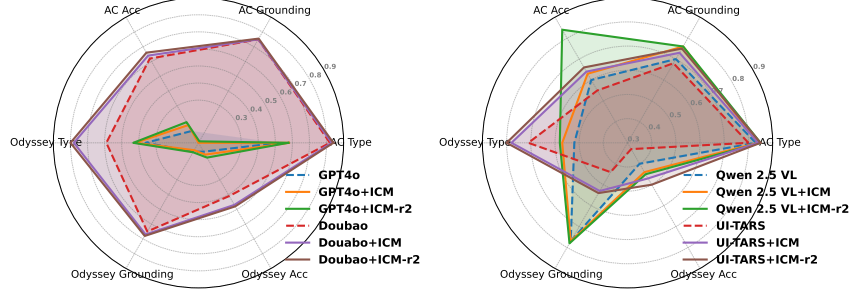 AC Acc
AC Grounding
Odyssey Type
AC Type
Odyssey Grounding
Odyssey Acc
0.3
0.4
0.5
0.6
0.7
0.8
0.9
GPT4o
GPT4o+ICM
GPT4o+ICM-r2
Doubao
Douabo+ICM
Doubao+ICM-r2
AC Acc
AC Grounding
Odyssey Type
AC Type
Odyssey Grounding
Odyssey Acc
0.3
0.4
0.5
0.6
0.7
0.8
0.9
Qwen 2.5 VL
Qwen 2.5 VL+ICM
Qwen 2.5 VL+ICM-r2
UI-TARS
UI-TARS+ICM
UI-TARS+ICM-r2